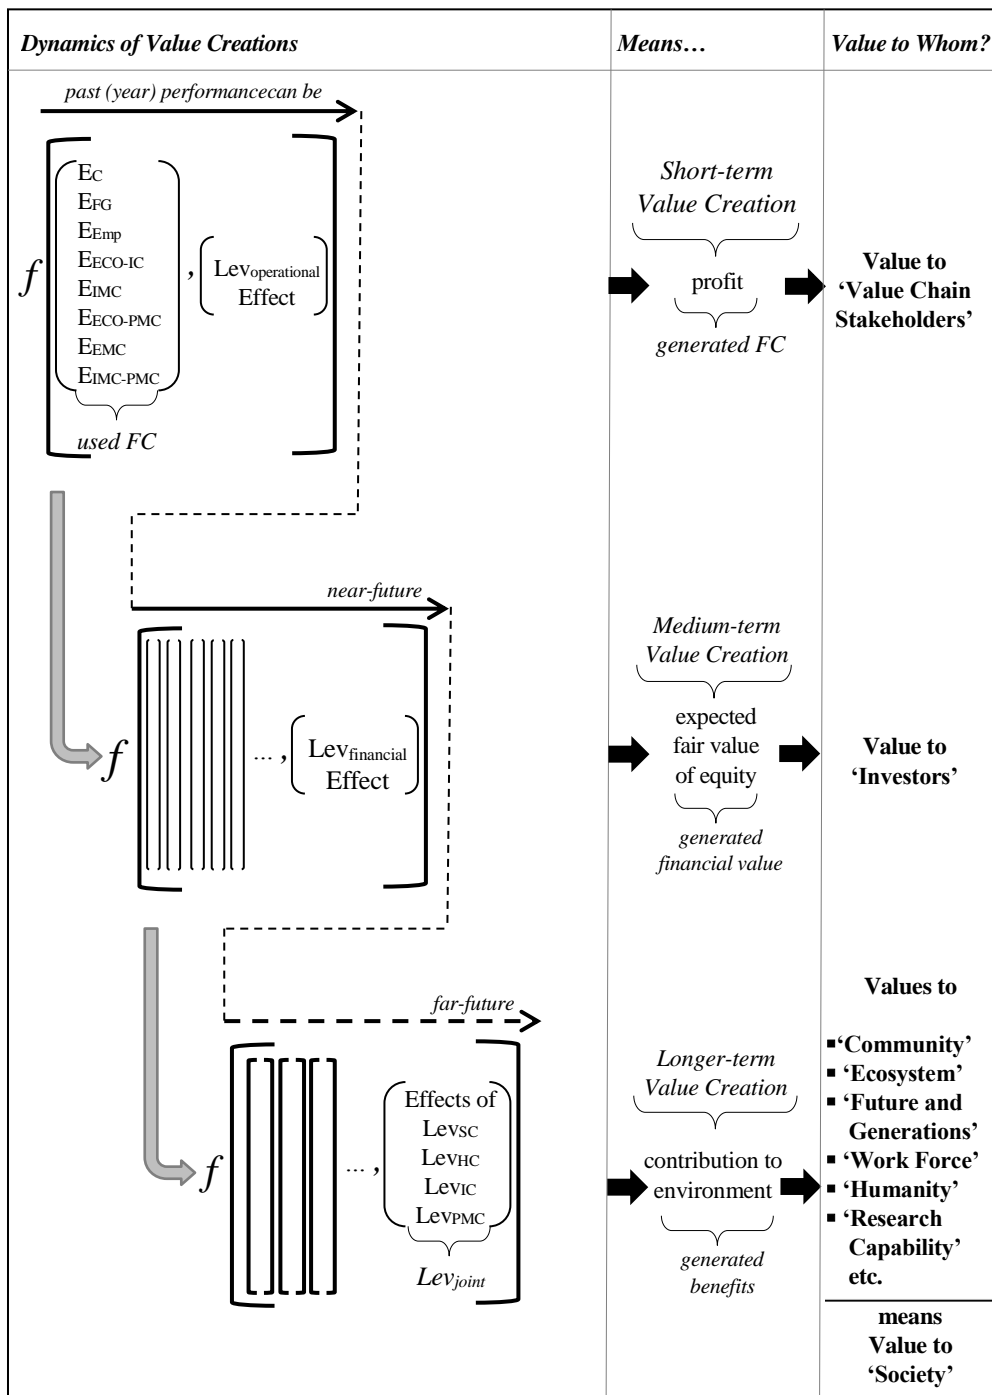 Dynamics of Value Creations
Means…
Value to Whom?
past (year) performancecan be
f
EC
EFG
EEmp
EECO-IC
EIMC
EECO-PMC
EEMC
EIMC-PMC
used FC
,
Levoperational
Effect
Short-term
Value Creation
profit
generated FC
Value to
‘Value Chain
Stakeholders’
near-future
f
... ,
Levfinancial
Effect
Medium-term
Value Creation
expected
fair value
of equity
generated
financial value
Value to
‘Investors’
far-future
f
... ,
Effects of
LevSC
LevHC
LevIC
LevPMC
Levjoint
Longer-term
Value Creation
contribution to
environment
generated
benefits
Values to
▪‘Community’
▪ ‘Ecosystem’
▪ ‘Future and
Generations’
▪ ‘Work Force’
▪ ‘Humanity’
▪ ‘Research
Capability’
etc.
means
Value to
‘Society’